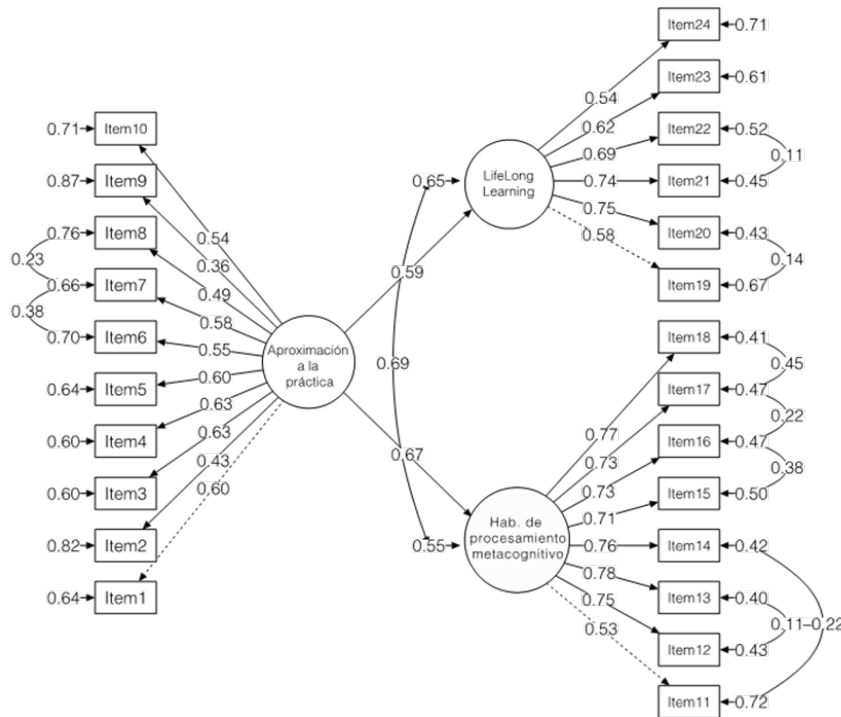 Item24
0.71
Item23
0.61
0.54
Item10
0.71
0.62
Item22
0.52
0.69
0.11
Item9
0.87
0.65
LifeLong
Learning
0.74
Item21
0.45
0.75
Item8
0.76
0.54
0.58
Item20
0.43
0.23
0.36
0.59
0.14
Item7
0.66
0.49
Item19
0.67
0.38
0.58
Item6
0.70
0.55
Aproximación
a la
práctica
0.69
Item18
0.41
0.45
Item5
0.64
0.60
Item17
0.47
0.63
0.22
Item4
0.60
0.63
0.77
Item16
0.47
0.43
0.67
0.73
0.38
Item3
0.60
0.60
0.73
Item15
0.50
0.71
Item2
0.82
0.55
Hab. de
procesamiento
metacognitivo
0.76
Item14
0.42
0.78
Item1
0.64
0.75
Item13
0.40
0.53
0.11
–0.22
Item12
0.43
Item11
0.72